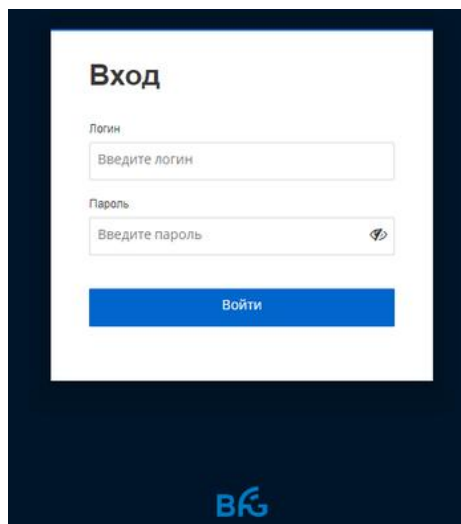 Вход
Логин
Введите логин
Пароль
Введите пароль
Войти
BFG